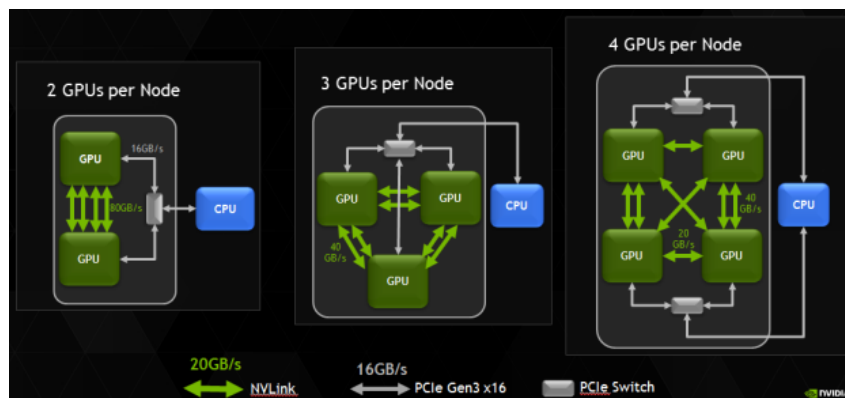 2 GPUs per Node
GPU
16GB/s
80GB/s
CPU
GPU
3 GPUs per Node
GPU
GPU
CPU
40
GB/s
GPU
4 GPUs per Node
GPU
GPU
40
GB/s
CPU
20
GB/s
GPU
GPU
20GB/s
NVLink
16GB/s
PCIe Gen3 x16
PCIe Switch
NVIDIA